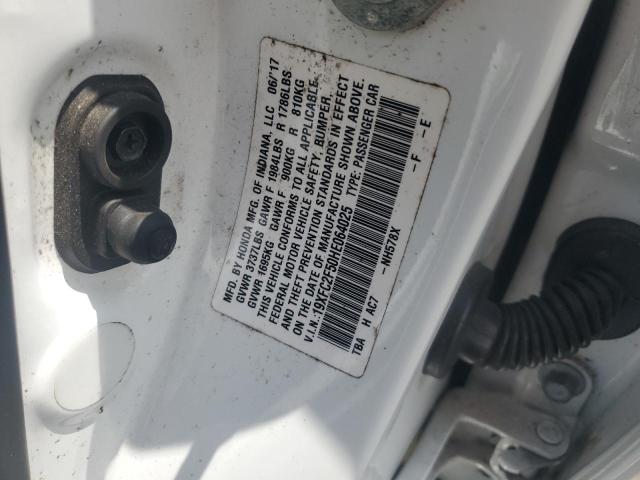 MFD. BY HONDA MFG. OF INDIANA, LLC 06/'17
GVWR 3737LBS GAWR F 1984LBS R 1786LBS
GVWR 1695KG GAWR F 900KG R 810KG
THIS VEHICLE CONFORMS TO ALL APPLICABLE
FEDERAL MOTOR VEHICLE SAFETY, BUMPER,
AND THEFT PREVENTION STANDARDS IN EFFECT
ON THE DATE OF MANUFACTURE SHOWN ABOVE.
V.I.N.: 19XFC2F50HE064025 TYPE: PASSENGER CAR
TBA H AC7 - NH578X - F - E